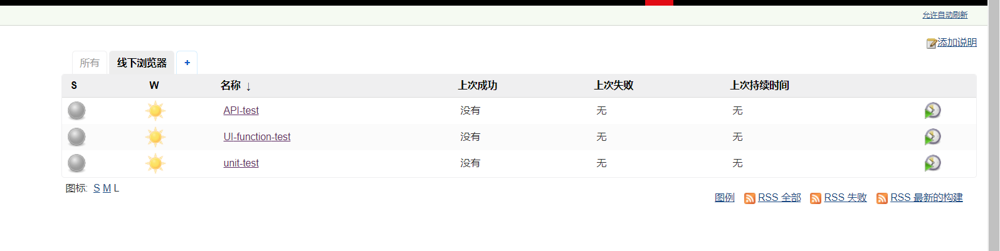 允许自动刷新
添加说明
所有 线下浏览器 +
S W 名称 ↓ 上次成功 上次失败 上次持续时间
API-test 没有 无 无
UI-function-test 没有 无 无
unit-test 没有 无 无
图标: S M L
图例 RSS 全部 RSS 失败 RSS 最新的构建